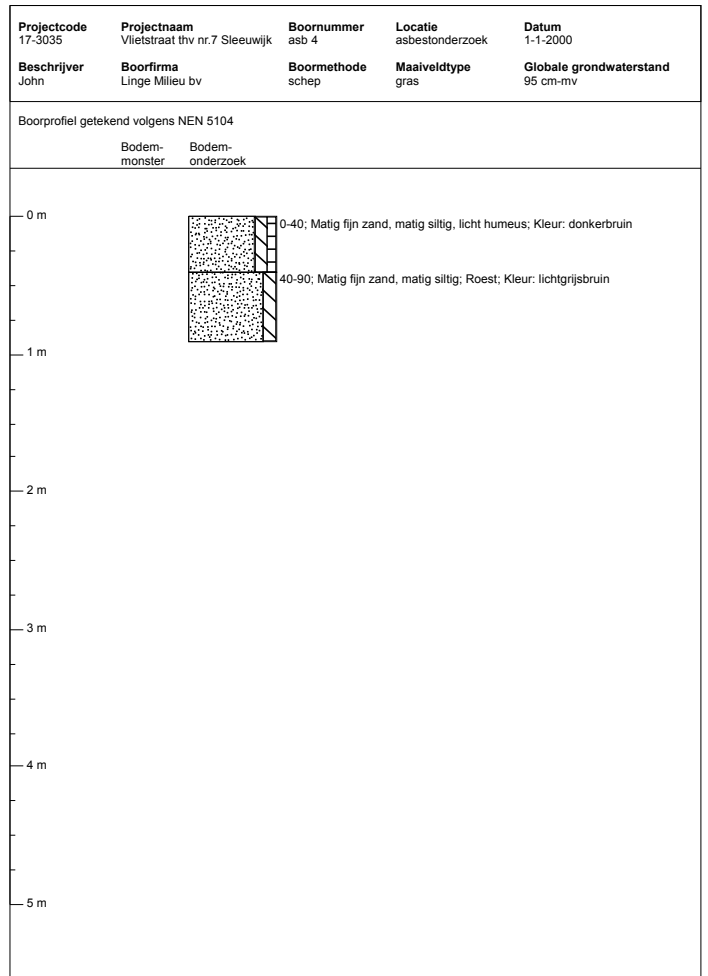 Projectcode Projectnaam Boornummer Locatie Datum
17-3035 Vlietstraat thv nr.7 Sleeuwijk asb 4 asbestonderzoek 1-1-2000
Beschrijver Boorfirma Boormethode Maaiveldtype Globale grondwaterstand
John Linge Milieu bv schep gras 95 cm-mv
Boorprofiel getekend volgens NEN 5104
Bodem- Bodem-
monster onderzoek
0 m
0-40; Matig fijn zand, matig siltig, licht humeus; Kleur: donkerbruin
40-90; Matig fijn zand, matig siltig; Roest; Kleur: lichtgrijsbruin
1 m
2 m
3 m
4 m
5 m